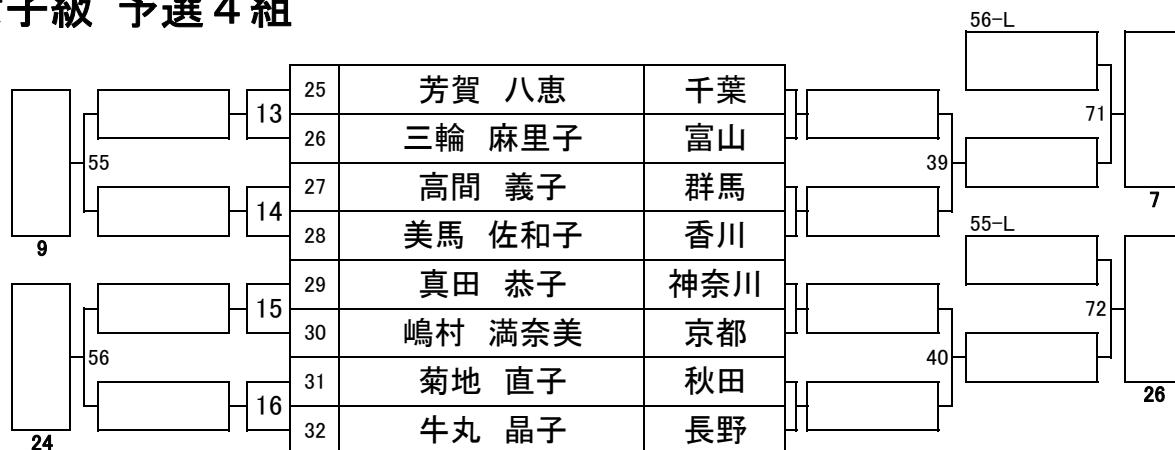 子級 予選４組
56-L
25 芳賀 八恵 千葉
13
71
26 三輪 麻里子 富山
55
39
27 高間 義子 群馬
14
7
28 美馬 佐和子 香川
55-L
9
29 真田 恭子 神奈川
15
72
30 嶋村 満奈美 京都
56
40
31 菊地 直子 秋田
16
26
32 牛丸 晶子 長野
24